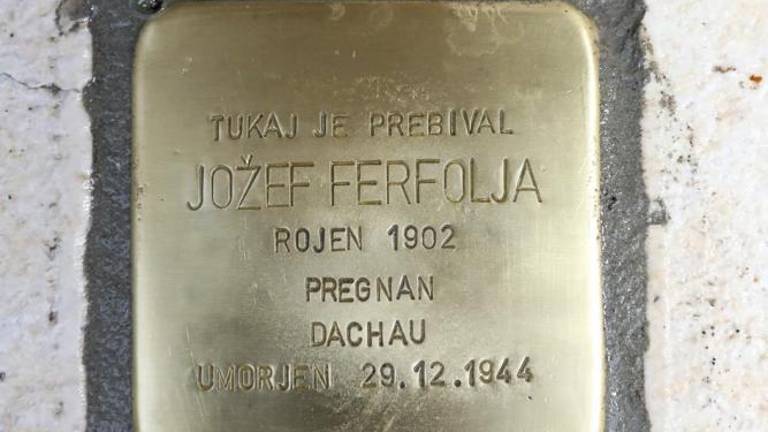 TUKAJ JE PREBIVAL
JOŽEF FERFOLJA
ROJEN 1902
PREGNAN
DACHAU
UMORJEN 29.12.1944